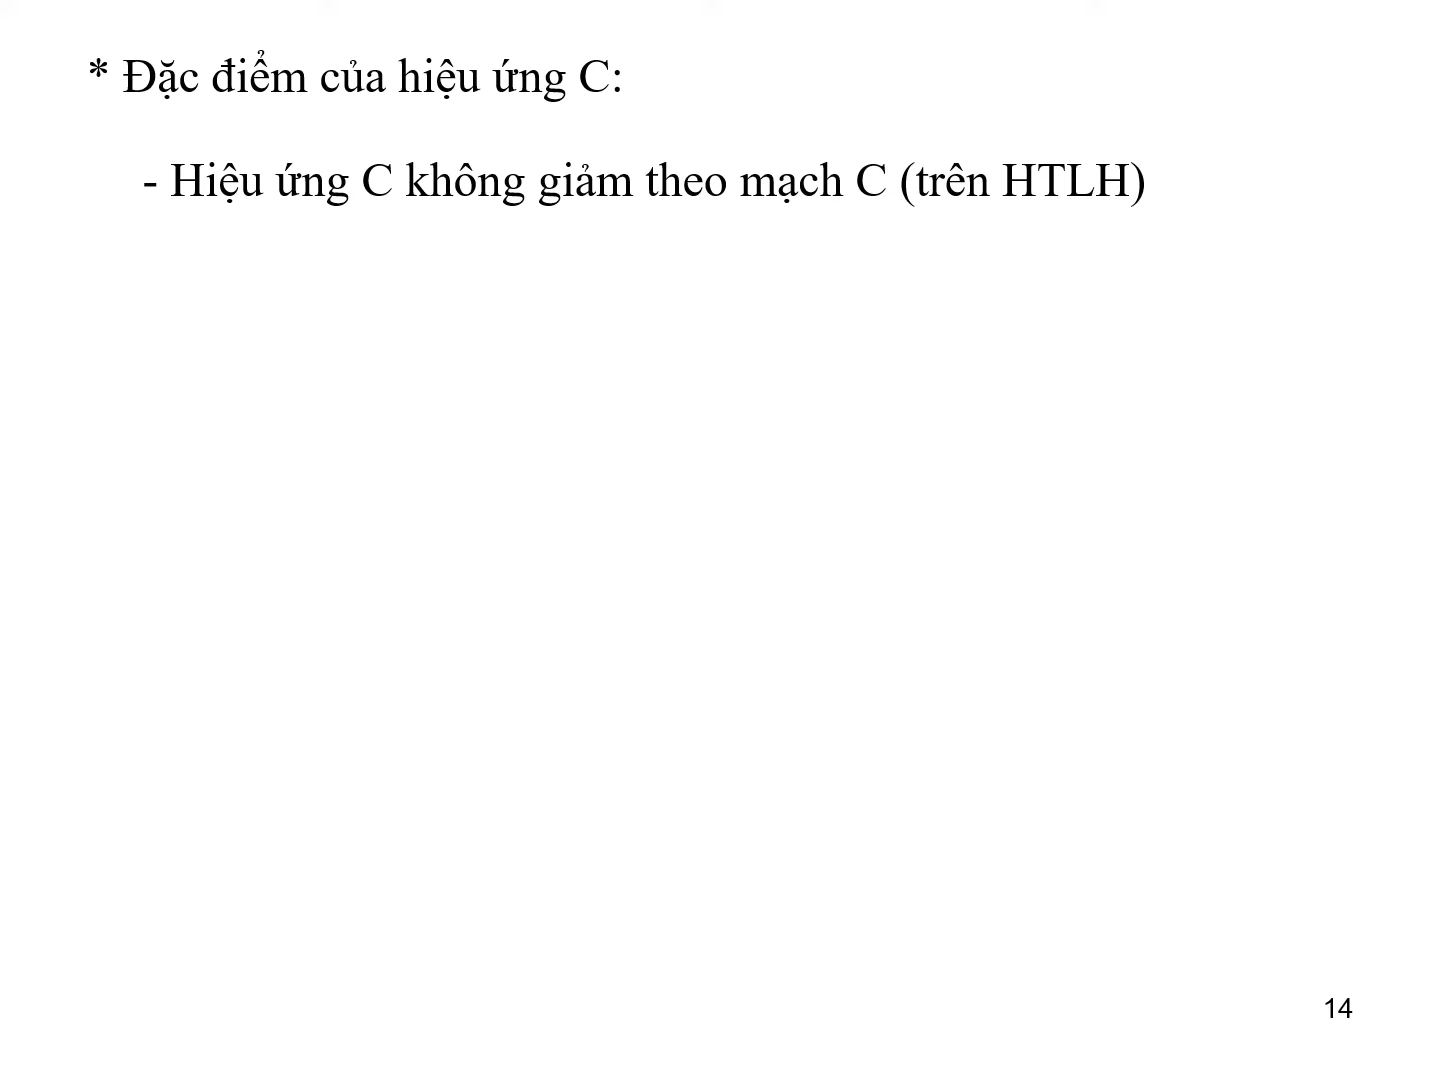 * Đặc điểm của hiệu ứng C:
- Hiệu ứng C không giảm theo mạch C (trên HTLH)
14